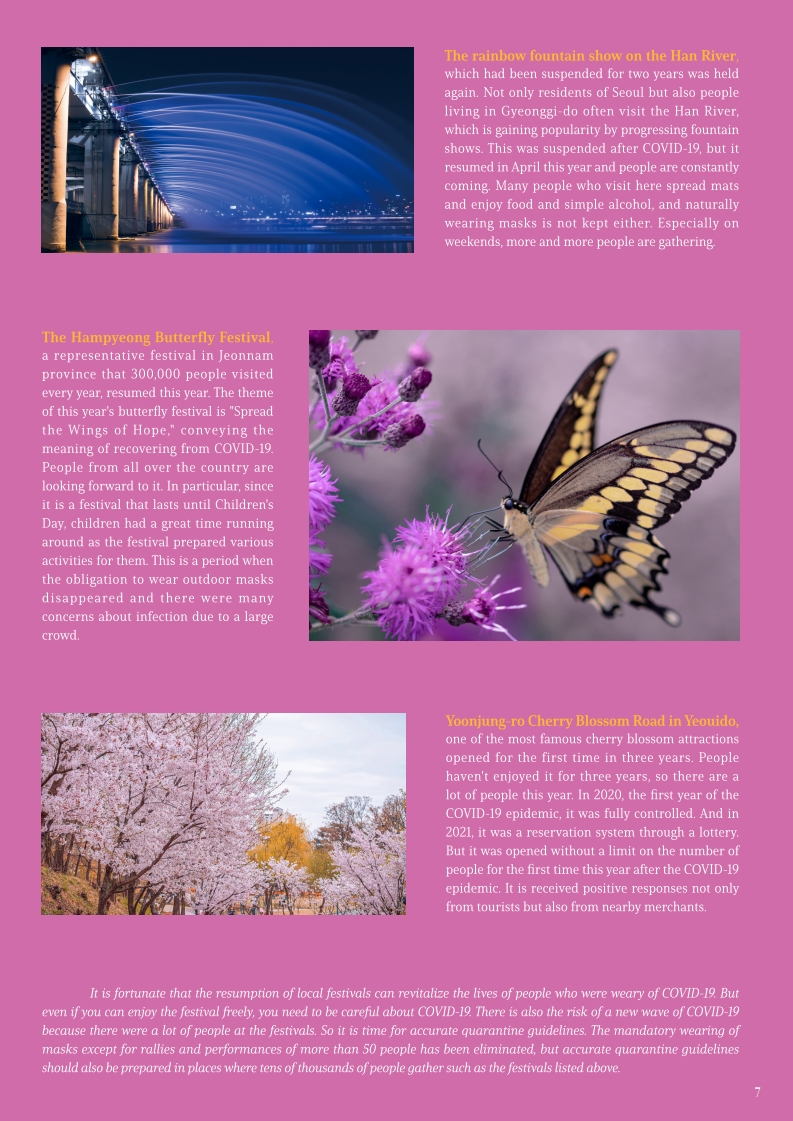 The rainbow fountain show on the Han River,
which had been suspended for two years was held
again. Not only residents of Seoul but also people
living in Gyeonggi-do often visit the Han River,
which is gaining popularity by progressing fountain
shows. This was suspended after COVID-19, but it
resumed in April this year and people are constantly
coming. Many people who visit here spread mats
and enjoy food and simple alcohol, and naturally
wearing masks is not kept either. Especially on
weekends, more and more people are gathering.
The Hampyeong Butterfly Festival,
a representative festival in Jeonnam
province that 300,000 people visited
every year, resumed this year. The theme
of this year's butterfly festival is "Spread
the Wings of Hope," conveying the
meaning of recovering from COVID-19.
People from all over the country are
looking forward to it. In particular, since
it is a festival that lasts until Children's
Day, children had a great time running
around as the festival prepared various
activities for them. This is a period when
the obligation to wear outdoor masks
disappeared and there were many
concerns about infection due to a large
crowd.
Yoonjung-ro Cherry Blossom Road in Yeouido,
one of the most famous cherry blossom attractions
opened for the first time in three years. People
haven't enjoyed it for three years, so there are a
lot of people this year. In 2020, the first year of the
COVID-19 epidemic, it was fully controlled. And in
2021, it was a reservation system through a lottery.
But it was opened without a limit on the number of
people for the first time this year after the COVID-19
epidemic. It is received positive responses not only
from tourists but also from nearby merchants.
It is fortunate that the resumption of local festivals can revitalize the lives of people who were weary of COVID-19. But
even if you can enjoy the festival freely, you need to be careful about COVID-19. There is also the risk of a new wave of COVID-19
because there were a lot of people at the festivals. So it is time for accurate quarantine guidelines. The mandatory wearing of
masks except for rallies and performances of more than 50 people has been eliminated, but accurate quarantine guidelines
should also be prepared in places where tens of thousands of people gather such as the festivals listed above.
7